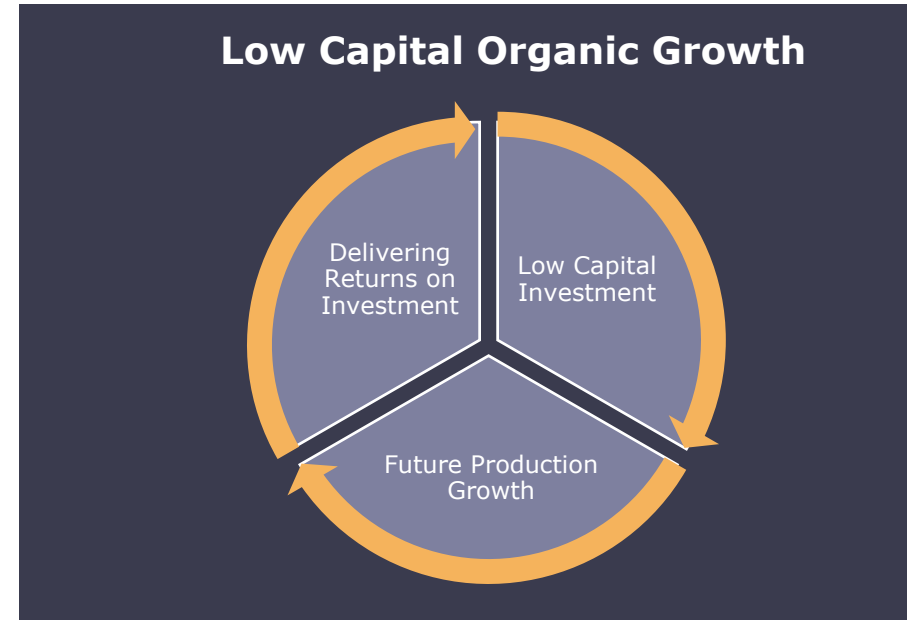 Low Capital Organic Growth
Delivering
Returns on
Investment
Low Capital
Investment
Future Production
Growth